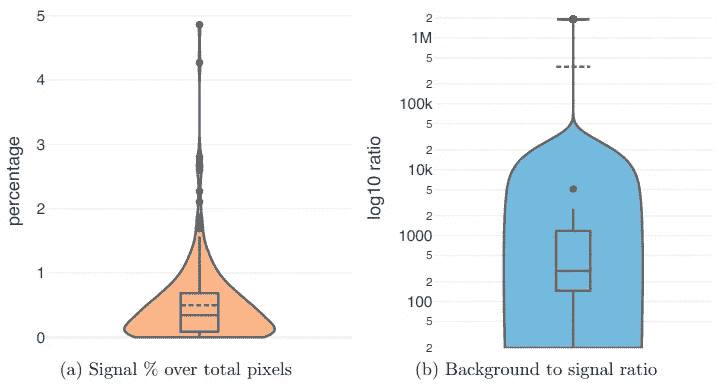 percentage
5
4
3
2
1
0
(a) Signal % over total pixels
log10 ratio
2
1M
5
2
100k
5
2
10k
5
2
1000
5
2
100
5
2
(b) Background to signal ratio